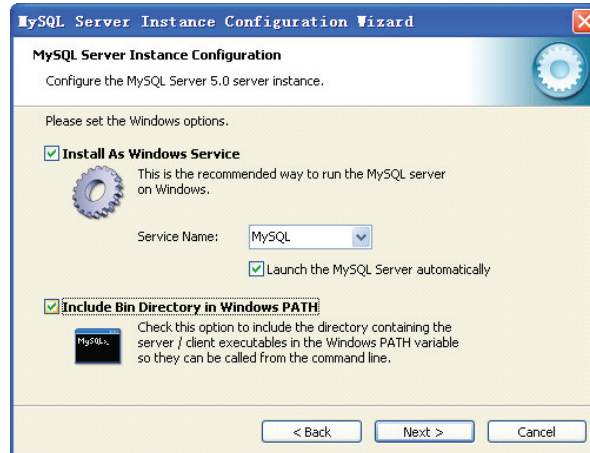 MySQL Server Instance Configuration Wizard
MySQL Server Instance Configuration
Configure the MySQL Server 5.0 server instance.
Please set the Windows options.
Install As Windows Service
This is the recommended way to run the MySQL server
on Windows.
Service Name:
MySQL
Launch the MySQL Server automatically
Include Bin Directory in Windows PATH
MySQL>_
Check this option to include the directory containing the
server / client executables in the Windows PATH variable
so they can be called from the command line.
< Back
Next >
Cancel